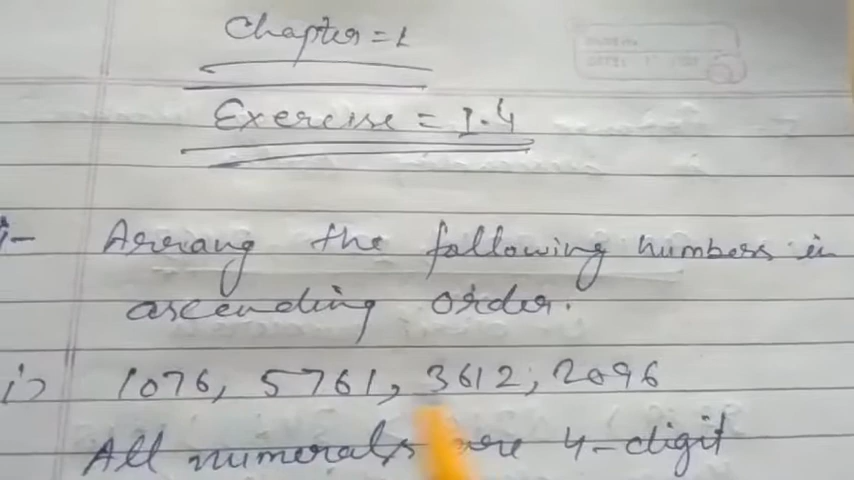 Chapter = 1
Exercise = 1.4
1- Arrang the following numbers in
ascending order.
i> 1076, 5761, 3612, 2096
All numerals are 4-digit